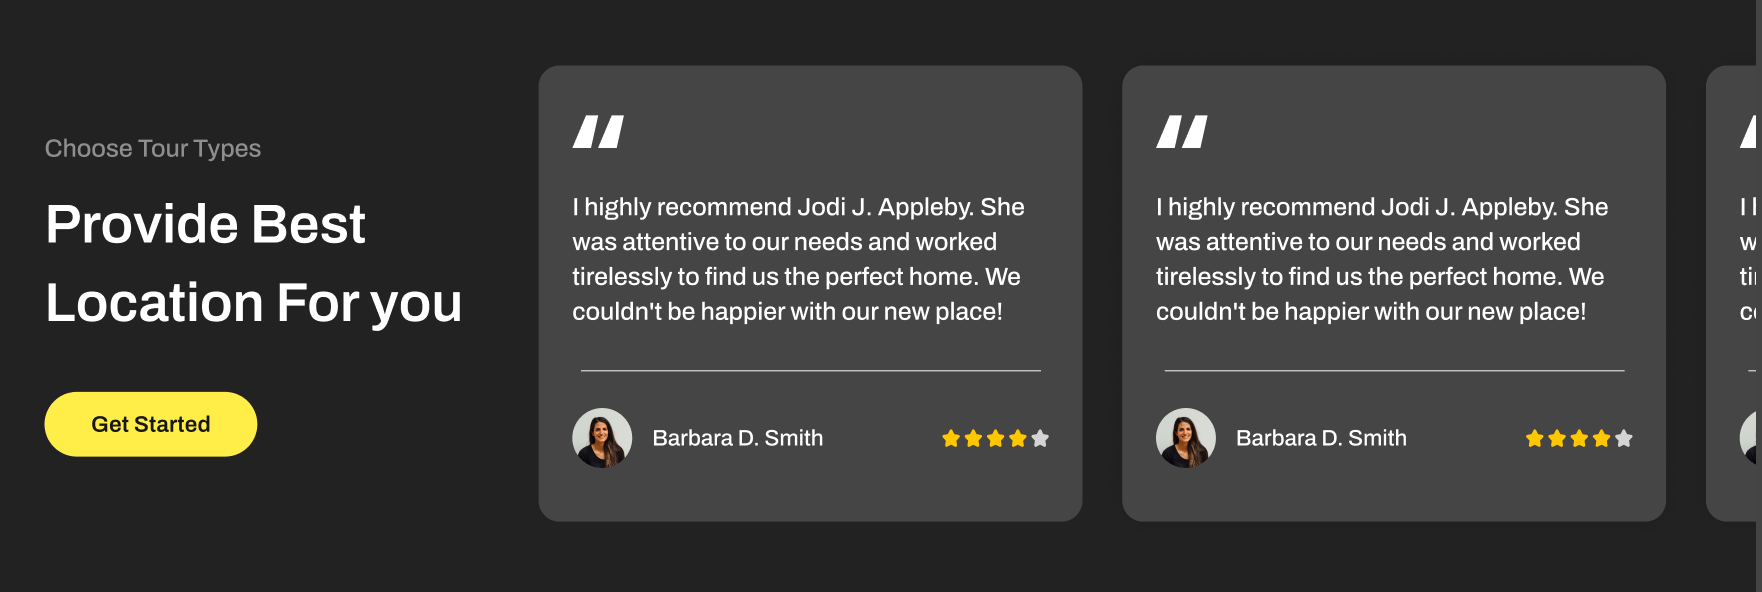 Choose Tour Types
Provide Best
Location For you
Get Started
I highly recommend Jodi J. Appleby. She
was attentive to our needs and worked
tirelessly to find us the perfect home. We
couldn't be happier with our new place!
Barbara D. Smith
I highly recommend Jodi J. Appleby. She
was attentive to our needs and worked
tirelessly to find us the perfect home. We
couldn't be happier with our new place!
Barbara D. Smith